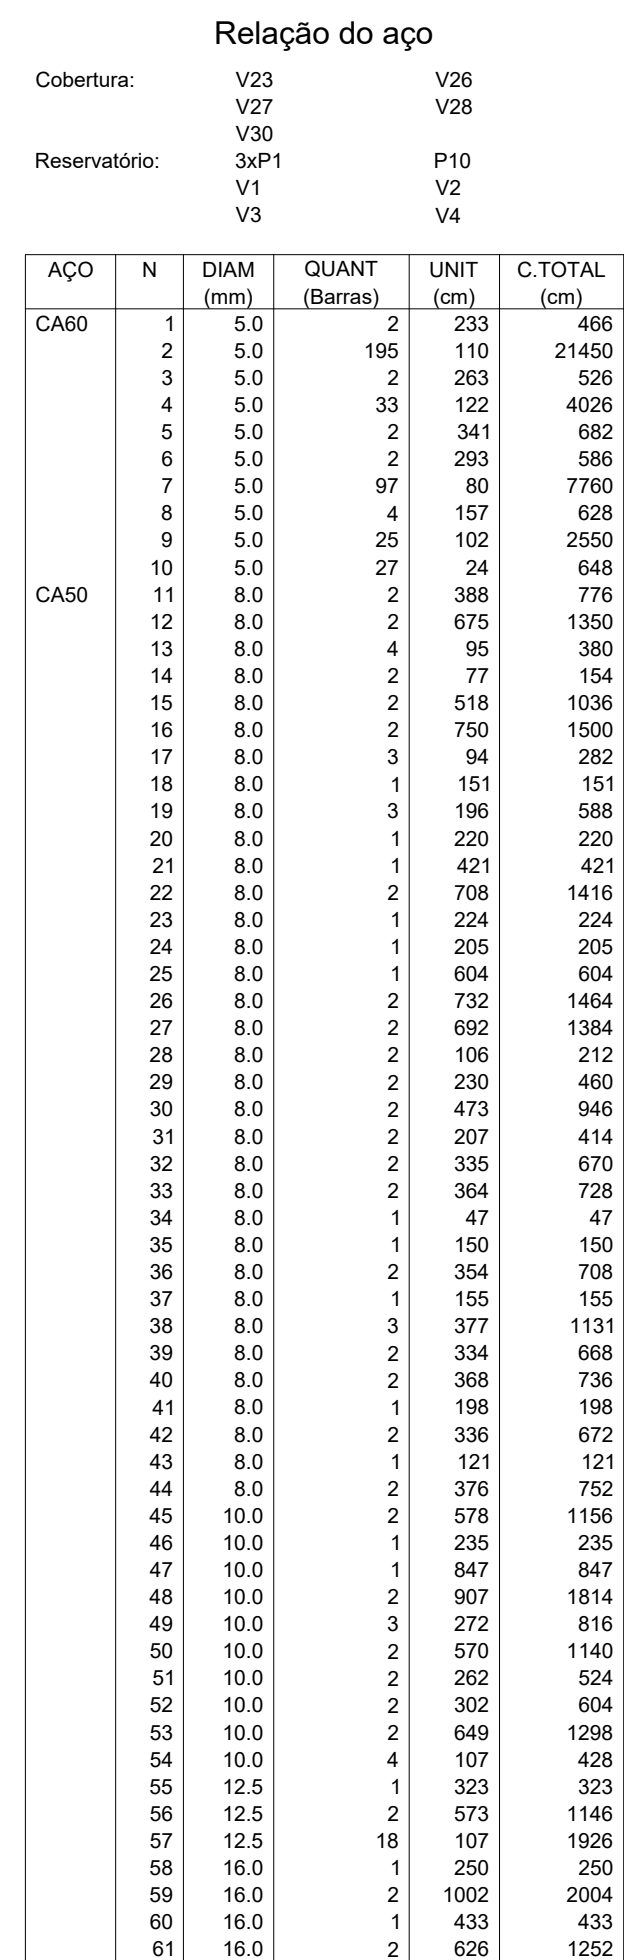 Relação do aço
Cobertura: V23 V26
V27 V28
V30
Reservatório: 3xP1 P10
V1 V2
V3 V4
AÇO N DIAM QUANT UNIT C.TOTAL
(mm) (Barras) (cm) (cm)
CA60 1 5.0 2 233 466
2 5.0 195 110 21450
3 5.0 2 263 526
4 5.0 33 122 4026
5 5.0 2 341 682
6 5.0 2 293 586
7 5.0 97 80 7760
8 5.0 4 157 628
9 5.0 25 102 2550
10 5.0 27 24 648
CA50 11 8.0 2 388 776
12 8.0 2 675 1350
13 8.0 4 95 380
14 8.0 2 77 154
15 8.0 2 518 1036
16 8.0 2 750 1500
17 8.0 3 94 282
18 8.0 1 151 151
19 8.0 3 196 588
20 8.0 1 220 220
21 8.0 1 421 421
22 8.0 2 708 1416
23 8.0 1 224 224
24 8.0 1 205 205
25 8.0 1 604 604
26 8.0 2 732 1464
27 8.0 2 692 1384
28 8.0 2 106 212
29 8.0 2 230 460
30 8.0 2 473 946
31 8.0 2 207 414
32 8.0 2 335 670
33 8.0 2 364 728
34 8.0 1 47 47
35 8.0 1 150 150
36 8.0 2 354 708
37 8.0 1 155 155
38 8.0 3 377 1131
39 8.0 2 334 668
40 8.0 2 368 736
41 8.0 1 198 198
42 8.0 2 336 672
43 8.0 1 121 121
44 8.0 2 376 752
45 10.0 2 578 1156
46 10.0 1 235 235
47 10.0 1 847 847
48 10.0 2 907 1814
49 10.0 3 272 816
50 10.0 2 570 1140
51 10.0 2 262 524
52 10.0 2 302 604
53 10.0 2 649 1298
54 10.0 4 107 428
55 12.5 1 323 323
56 12.5 2 573 1146
57 12.5 18 107 1926
58 16.0 1 250 250
59 16.0 2 1002 2004
60 16.0 1 433 433
61 16.0 2 626 1252